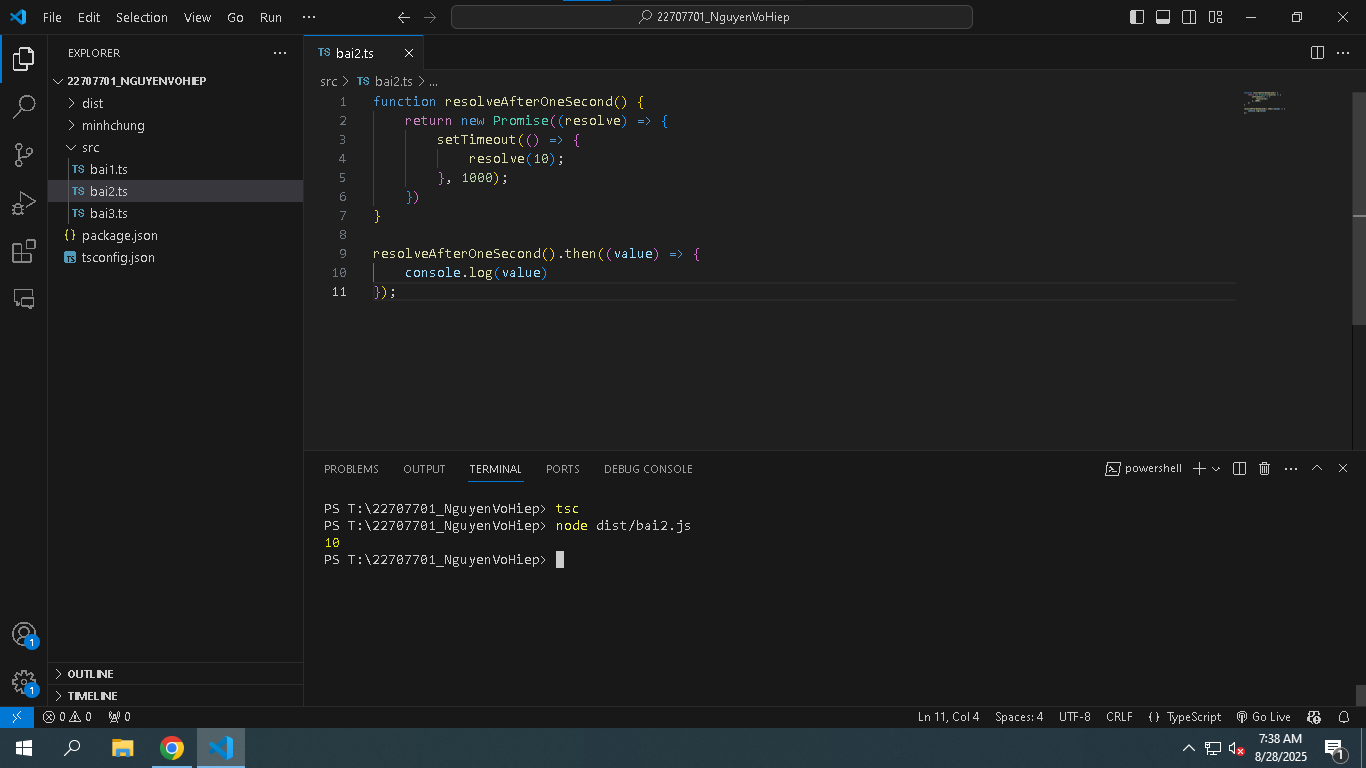 File Edit Selection View Go Run ··· 22707701_NguyenVoHiep
EXPLORER ···
22707701_NGUYENVOHIEP
dist
minhchung
src
TS bai1.ts
TS bai2.ts
TS bai3.ts
{} package.json
TS tsconfig.json
OUTLINE
TIMELINE
TS bai2.ts
src > TS bai2.ts > ...
1 function resolveAfterOneSecond() {
2 return new Promise((resolve) => {
3 setTimeout(() => {
4 resolve(10);
5 }, 1000);
6 })
7 }
8
9 resolveAfterOneSecond().then((value) => {
10 console.log(value)
11 });
PROBLEMS OUTPUT TERMINAL PORTS DEBUG CONSOLE powershell
PS T:\22707701_NguyenVoHiep> tsc
PS T:\22707701_NguyenVoHiep> node dist/bai2.js
10
PS T:\22707701_NguyenVoHiep>
1
1
0 0 0 Ln 11, Col 4 Spaces: 4 UTF-8 CRLF {} TypeScript Go Live
7:38 AM
8/28/2025
1